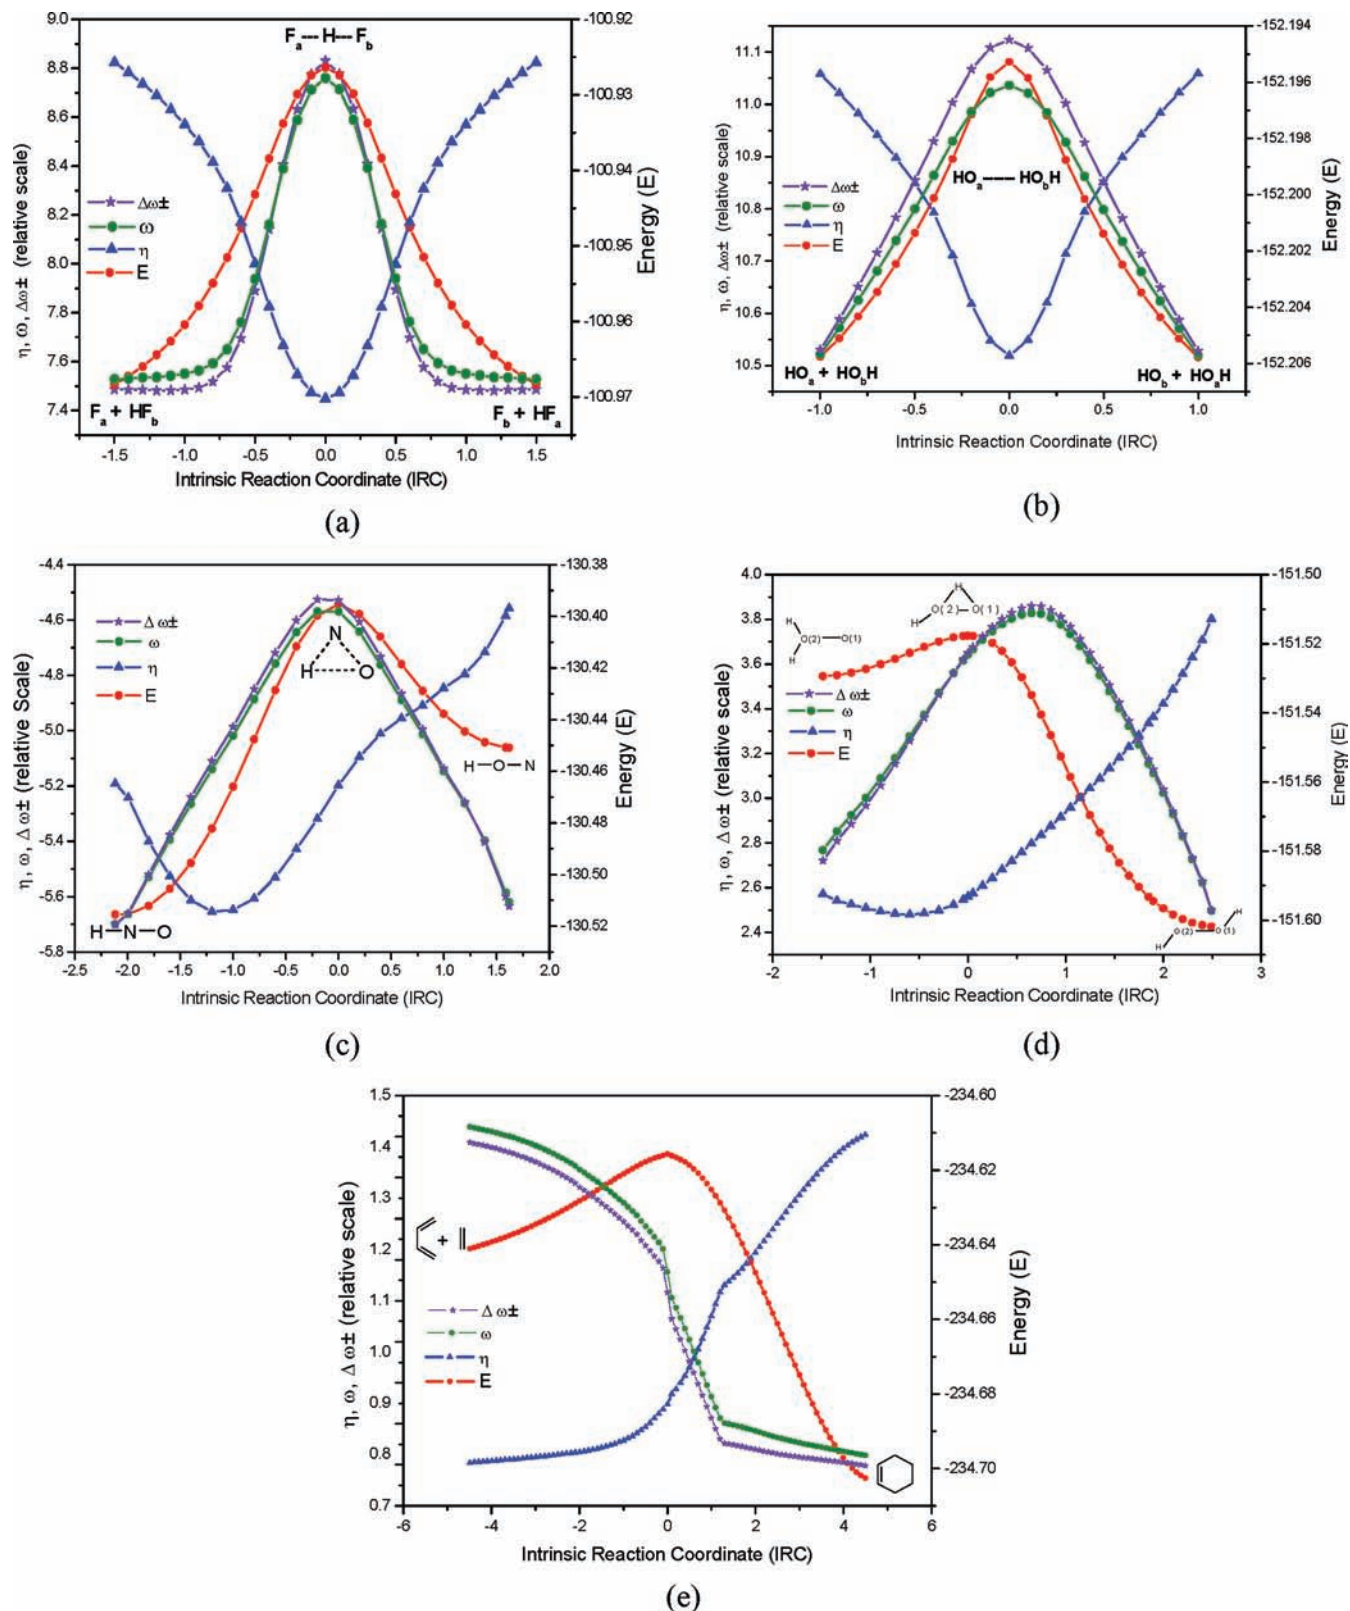 9.0
8.8
8.6
8.4
8.2
8.0
7.8
7.6
7.4
η, ω, Δω± (relative scale)
Fa--- H---Fb
Δω±
ω
η
E
Fa + HFb
Fb + HFa
-1.5 -1.0 -0.5 0.0 0.5 1.0 1.5
Intrinsic Reaction Coordinate (IRC)
-100.92
-100.93
-100.94
-100.95
-100.96
-100.97
Energy (E)
(a)
11.1
11.0
10.9
10.8
10.7
10.6
10.5
η, ω, Δω± (relative scale)
HOa---- HObH
Δω±
ω
η
E
HOa + HObH
HOb + HOaH
-1.0 -0.5 0.0 0.5 1.0
Intrinsic Reaction Coordinate (IRC)
-152.194
-152.196
-152.198
-152.200
-152.202
-152.204
-152.206
Energy (E)
(b)
-4.4
-4.6
-4.8
-5.0
-5.2
-5.4
-5.6
-5.8
η, ω, Δ ω± (relative Scale)
Δ ω±
ω
η
E
N
H O
H-O-N
H-N-O
-2.5 -2.0 -1.5 -1.0 -0.5 0.0 0.5 1.0 1.5 2.0
Intrinsic Reaction Coordinate (IRC)
-130.38
-130.40
-130.42
-130.44
-130.46
-130.48
-130.50
-130.52
Energy (E)
(c)
4.0
3.8
3.6
3.4
3.2
3.0
2.8
2.6
2.4
η, ω, Δ ω± (relative scale)
H
O(2) O(1)
H
H
O(2) O(1)
H
Δ ω±
ω
η
E
H
O(2) O(1)
H
-2 -1 0 1 2 3
Intrinsic Reaction Coordinate (IRC)
-151.50
-151.52
-151.54
-151.56
-151.58
-151.60
Energy (E)
(d)
1.5
1.4
1.3
1.2
1.1
1.0
0.9
0.8
0.7
η, ω, Δ ω± (relative scale)
+
Δ ω±
ω
η
E
-6 -4 -2 0 2 4 6
Intrinsic Reaction Coordinate (IRC)
-234.60
-234.62
-234.64
-234.66
-234.68
-234.70
Energy (E)
(e)